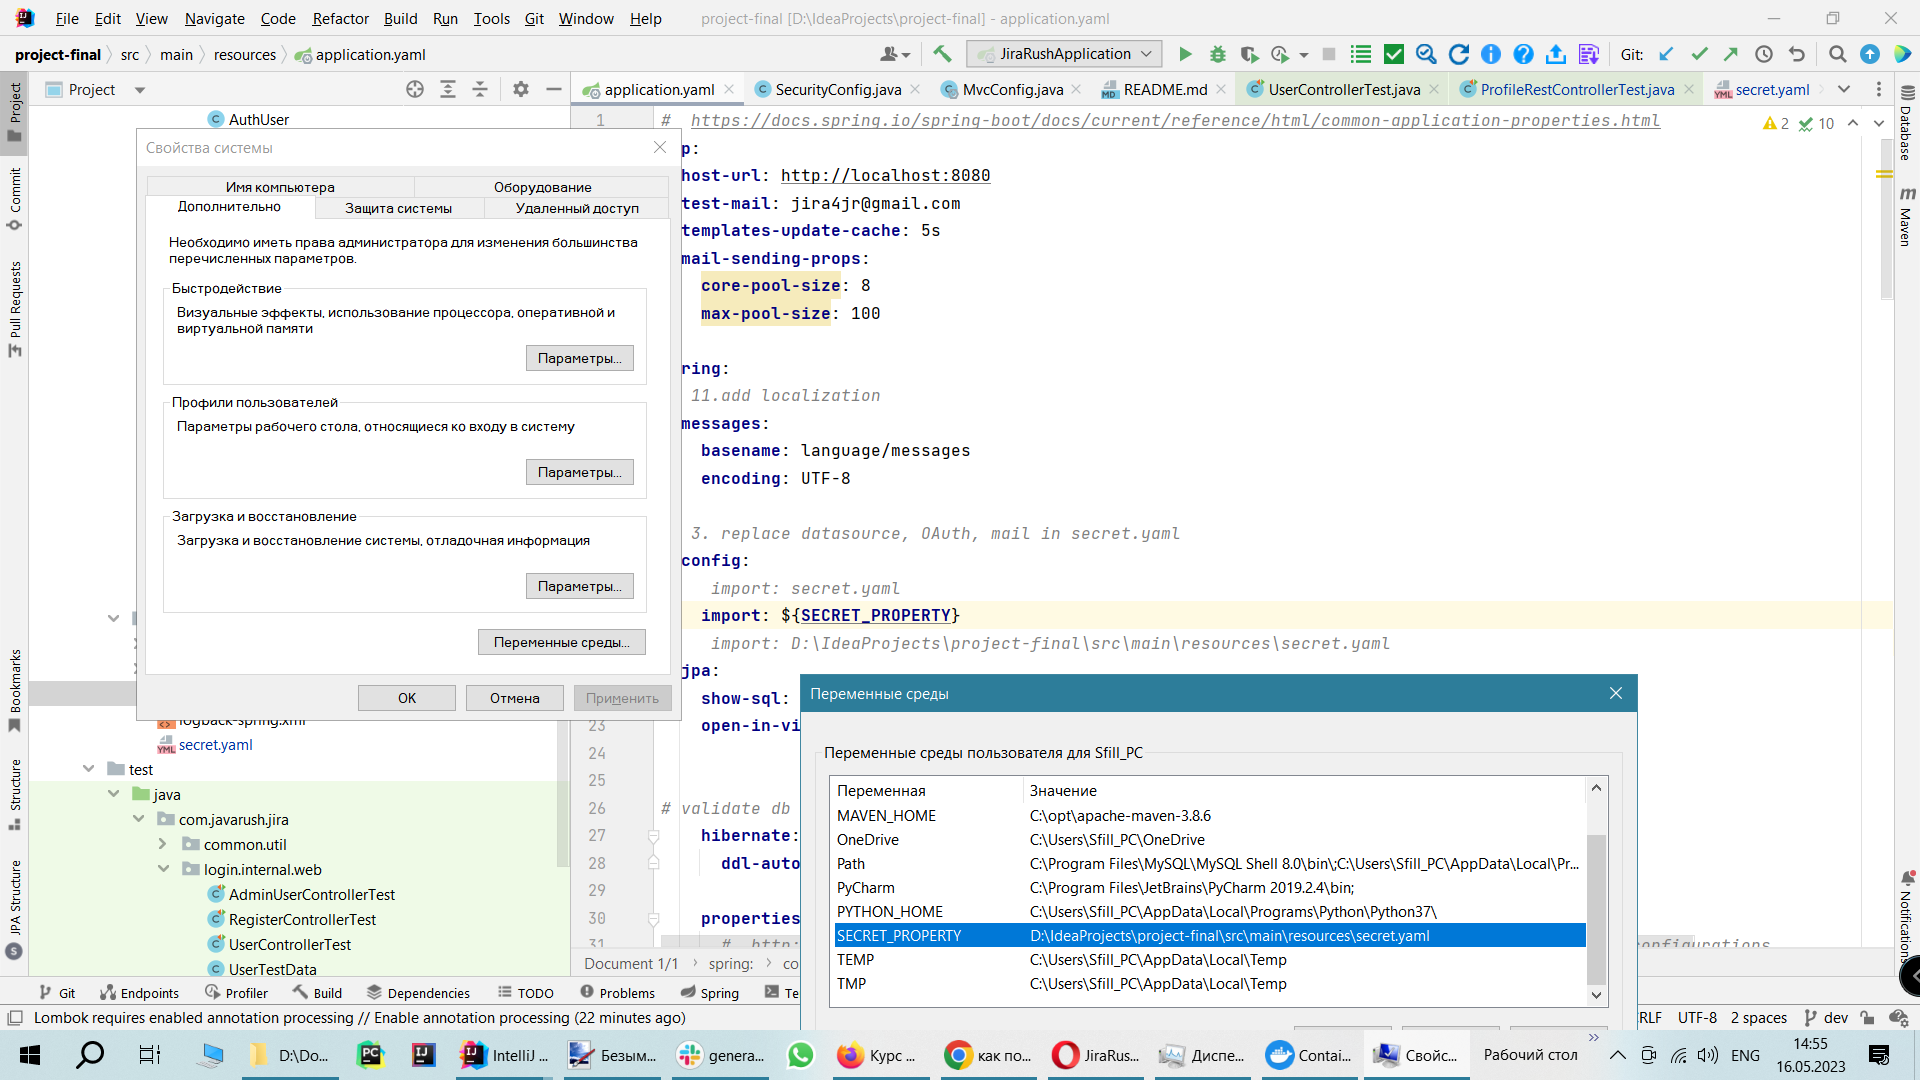 File Edit View Navigate Code Refactor Build Run Tools Git Window Help project-final [D:\IdeaProjects\project-final] - application.yaml
project-final src main resources application.yaml JiraRushApplication Git:
Project application.yaml SecurityConfig.java MvcConfig.java README.md UserControllerTest.java ProfileRestControllerTest.java secret.yaml
Project
Commit
Pull Requests
Bookmarks
Structure
JPA Structure
AuthUser
Свойства системы
Имя компьютера Оборудование
Дополнительно Защита системы Удаленный доступ
Необходимо иметь права администратора для изменения большинства
перечисленных параметров.
Быстродействие
Визуальные эффекты, использование процессора, оперативной и
виртуальной памяти
Параметры...
Профили пользователей
Параметры рабочего стола, относящиеся ко входу в систему
Параметры...
Загрузка и восстановление
Загрузка и восстановление системы, отладочная информация
Параметры...
Переменные среды...
OK Отмена Применить
logback-spring.xml
secret.yaml
test
java
com.javarush.jira
common.util
login.internal.web
AdminUserControllerTest
RegisterControllerTest
UserControllerTest
UserTestData
1 # https://docs.spring.io/spring-boot/docs/current/reference/html/common-application-properties.html
2 10
p:
host-url: http://localhost:8080
test-mail: jira4jr@gmail.com
templates-update-cache: 5s
mail-sending-props:
core-pool-size: 8
max-pool-size: 100
ring:
11.add localization
messages:
basename: language/messages
encoding: UTF-8
3. replace datasource, OAuth, mail in secret.yaml
config:
import: secret.yaml
import: ${SECRET_PROPERTY}
import: D:\IdeaProjects\project-final\src\main\resources\secret.yaml
jpa:
show-sql:
23 open-in-vi
24
25
26 # validate db
27 hibernate:
28 ddl-auto
29
30 properties
31 # http: configurations
Document 1/1 spring: co
Переменные среды
Переменные среды пользователя для Sfill_PC
Переменная Значение
MAVEN_HOME C:\opt\apache-maven-3.8.6
OneDrive C:\Users\Sfill_PC\OneDrive
Path C:\Program Files\MySQL\MySQL Shell 8.0\bin\;C:\Users\Sfill_PC\AppData\Local\Pr...
PyCharm C:\Program Files\JetBrains\PyCharm 2019.2.4\bin;
PYTHON_HOME C:\Users\Sfill_PC\AppData\Local\Programs\Python\Python37\
SECRET_PROPERTY D:\IdeaProjects\project-final\src\main\resources\secret.yaml
TEMP C:\Users\Sfill_PC\AppData\Local\Temp
TMP C:\Users\Sfill_PC\AppData\Local\Temp
Database
Maven
Notifications
Git Endpoints Profiler Build Dependencies TODO Problems Spring Te
Lombok requires enabled annotation processing // Enable annotation processing (22 minutes ago) RLF UTF-8 2 spaces dev
D:\Do... IntelliJ ... Безым... genera... Курс ... как по... JiraRus... Диспе... Contai... Свойс... Рабочий стол ENG 14:55
16.05.2023